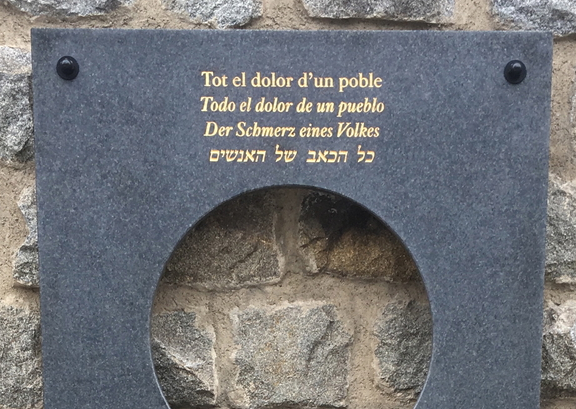 Tot el dolor d'un poble
Todo el dolor de un pueblo
Der Schmerz eines Volkes
כל הכאב של האנשים